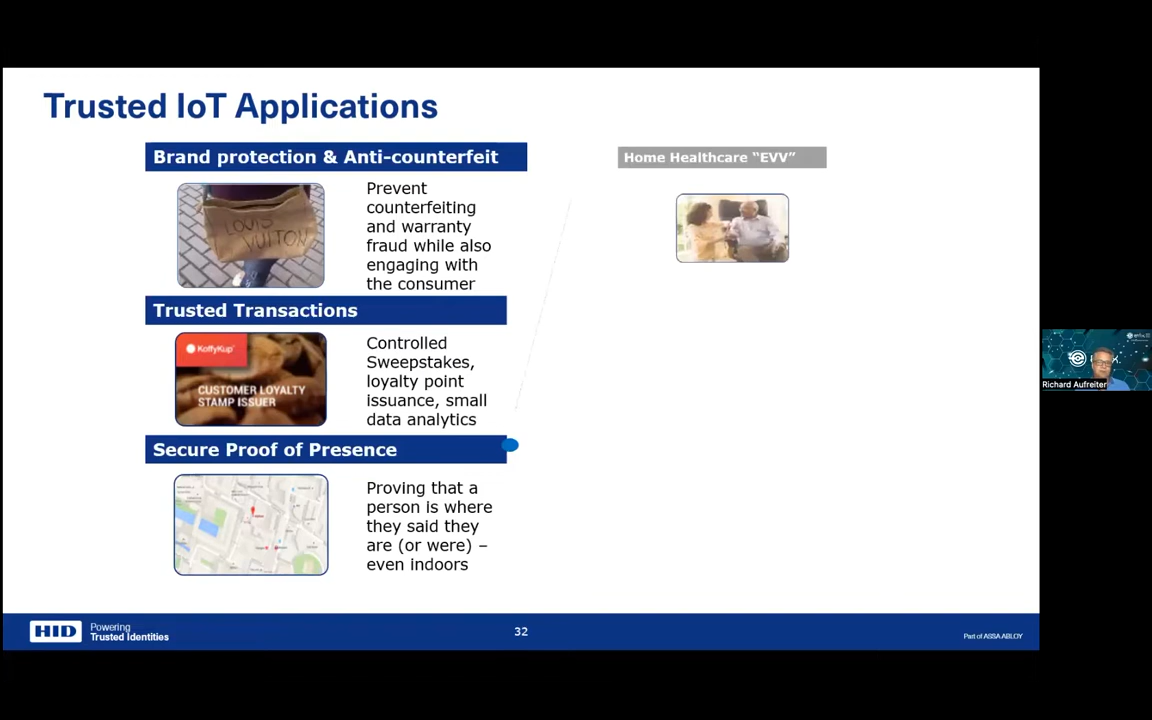 Trusted IoT Applications
Brand protection & Anti-counterfeit
LOUIS
VUITTON
Prevent
counterfeiting
and warranty
fraud while also
engaging with
the consumer
Trusted Transactions
KoffyKup
CUSTOMER LOYALTY
STAMP ISSUER
Controlled
Sweepstakes,
loyalty point
issuance, small
data analytics
Secure Proof of Presence
Proving that a
person is where
they said they
are (or were) –
even indoors
Home Healthcare “EVV”
Richard Aufreiter
HID
Powering
Trusted Identities
32
Part of ASSA ABLOY